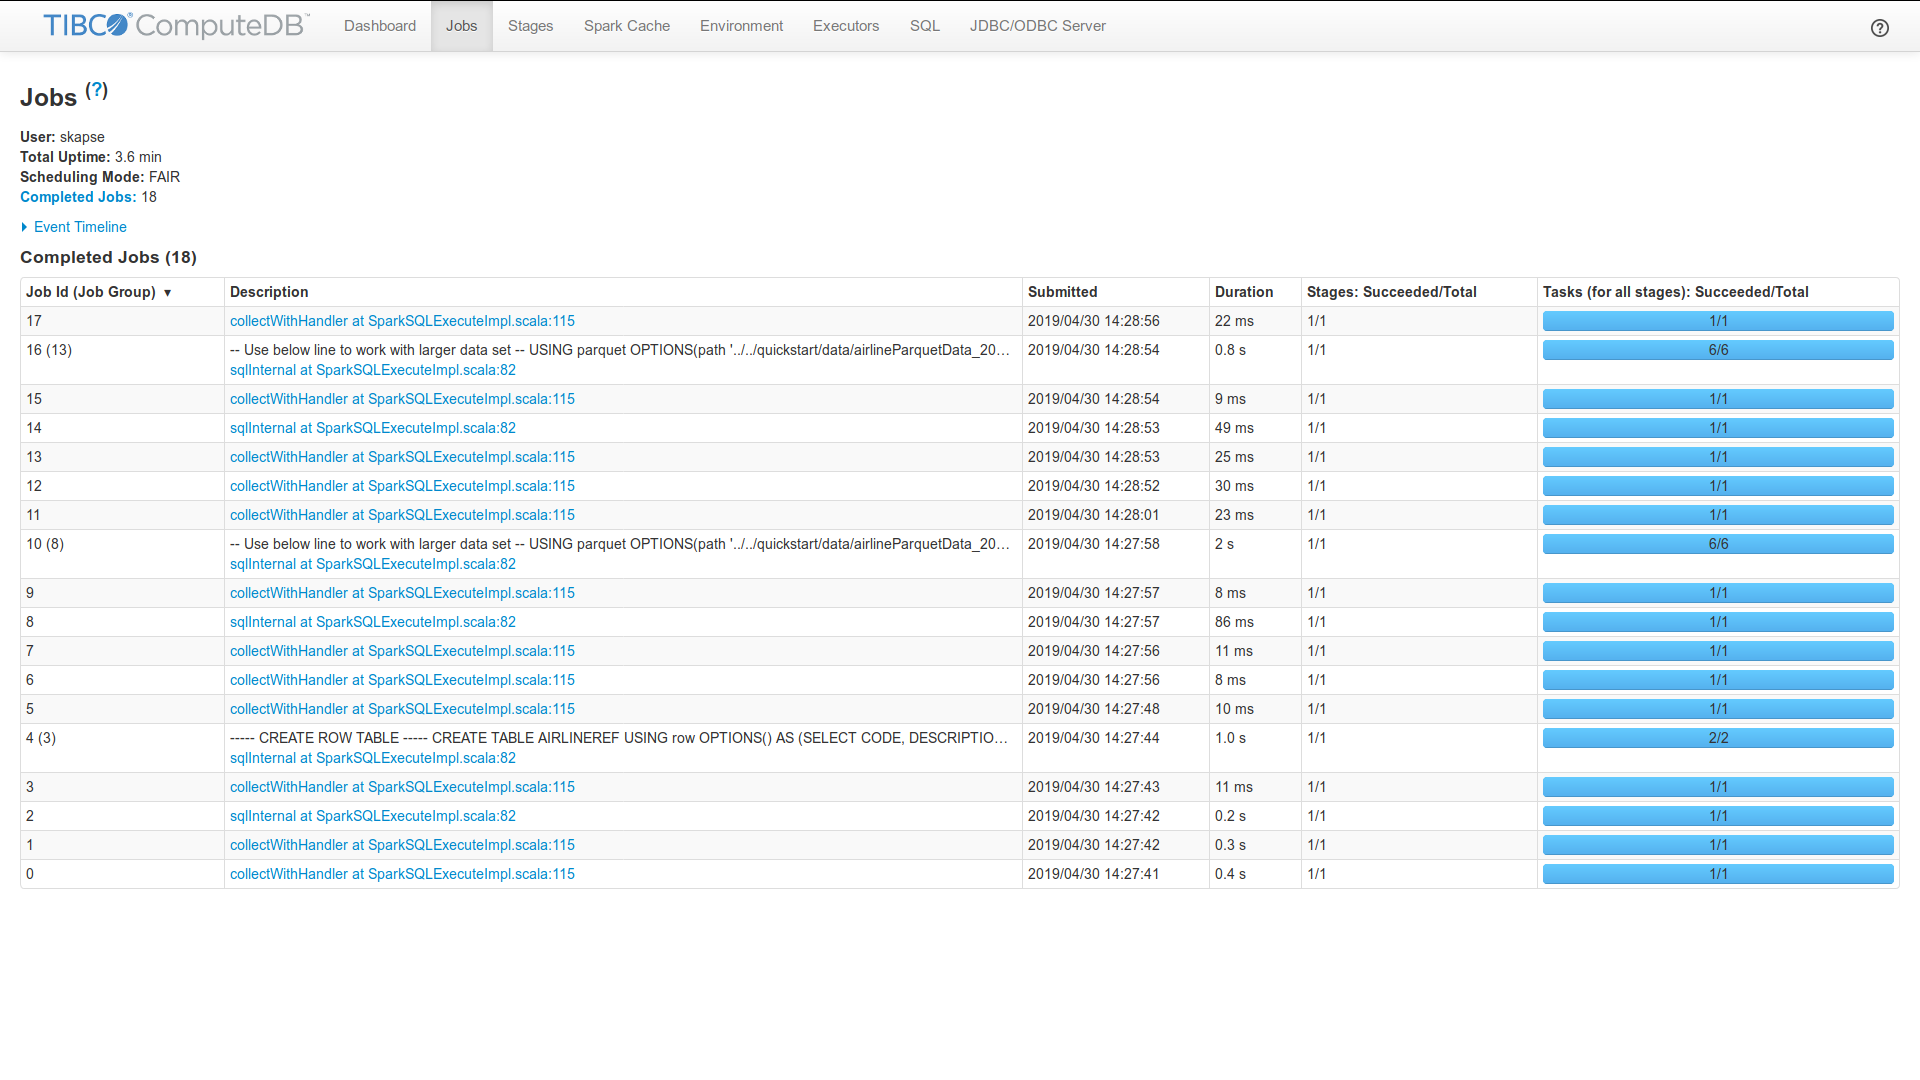 TIBCO® ComputeDB™ Dashboard Jobs Stages Spark Cache Environment Executors SQL JDBC/ODBC Server ?
Jobs (?)
User: skapse
Total Uptime: 3.6 min
Scheduling Mode: FAIR
Completed Jobs: 18
Event Timeline
Completed Jobs (18)
Job Id (Job Group) ▾ Description Submitted Duration Stages: Succeeded/Total Tasks (for all stages): Succeeded/Total
17 collectWithHandler at SparkSQLExecuteImpl.scala:115 2019/04/30 14:28:56 22 ms 1/1 1/1
16 (13) -- Use below line to work with larger data set -- USING parquet OPTIONS(path '../../quickstart/data/airlineParquetData_20... 2019/04/30 14:28:54 0.8 s 1/1 6/6
sqlInternal at SparkSQLExecuteImpl.scala:82
15 collectWithHandler at SparkSQLExecuteImpl.scala:115 2019/04/30 14:28:54 9 ms 1/1 1/1
14 sqlInternal at SparkSQLExecuteImpl.scala:82 2019/04/30 14:28:53 49 ms 1/1 1/1
13 collectWithHandler at SparkSQLExecuteImpl.scala:115 2019/04/30 14:28:53 25 ms 1/1 1/1
12 collectWithHandler at SparkSQLExecuteImpl.scala:115 2019/04/30 14:28:52 30 ms 1/1 1/1
11 collectWithHandler at SparkSQLExecuteImpl.scala:115 2019/04/30 14:28:01 23 ms 1/1 1/1
10 (8) -- Use below line to work with larger data set -- USING parquet OPTIONS(path '../../quickstart/data/airlineParquetData_20... 2019/04/30 14:27:58 2 s 1/1 6/6
sqlInternal at SparkSQLExecuteImpl.scala:82
9 collectWithHandler at SparkSQLExecuteImpl.scala:115 2019/04/30 14:27:57 8 ms 1/1 1/1
8 sqlInternal at SparkSQLExecuteImpl.scala:82 2019/04/30 14:27:57 86 ms 1/1 1/1
7 collectWithHandler at SparkSQLExecuteImpl.scala:115 2019/04/30 14:27:56 11 ms 1/1 1/1
6 collectWithHandler at SparkSQLExecuteImpl.scala:115 2019/04/30 14:27:56 8 ms 1/1 1/1
5 collectWithHandler at SparkSQLExecuteImpl.scala:115 2019/04/30 14:27:48 10 ms 1/1 1/1
4 (3) ----- CREATE ROW TABLE ----- CREATE TABLE AIRLINEREF USING row OPTIONS() AS (SELECT CODE, DESCRIPTIO... 2019/04/30 14:27:44 1.0 s 1/1 2/2
sqlInternal at SparkSQLExecuteImpl.scala:82
3 collectWithHandler at SparkSQLExecuteImpl.scala:115 2019/04/30 14:27:43 11 ms 1/1 1/1
2 sqlInternal at SparkSQLExecuteImpl.scala:82 2019/04/30 14:27:42 0.2 s 1/1 1/1
1 collectWithHandler at SparkSQLExecuteImpl.scala:115 2019/04/30 14:27:42 0.3 s 1/1 1/1
0 collectWithHandler at SparkSQLExecuteImpl.scala:115 2019/04/30 14:27:41 0.4 s 1/1 1/1